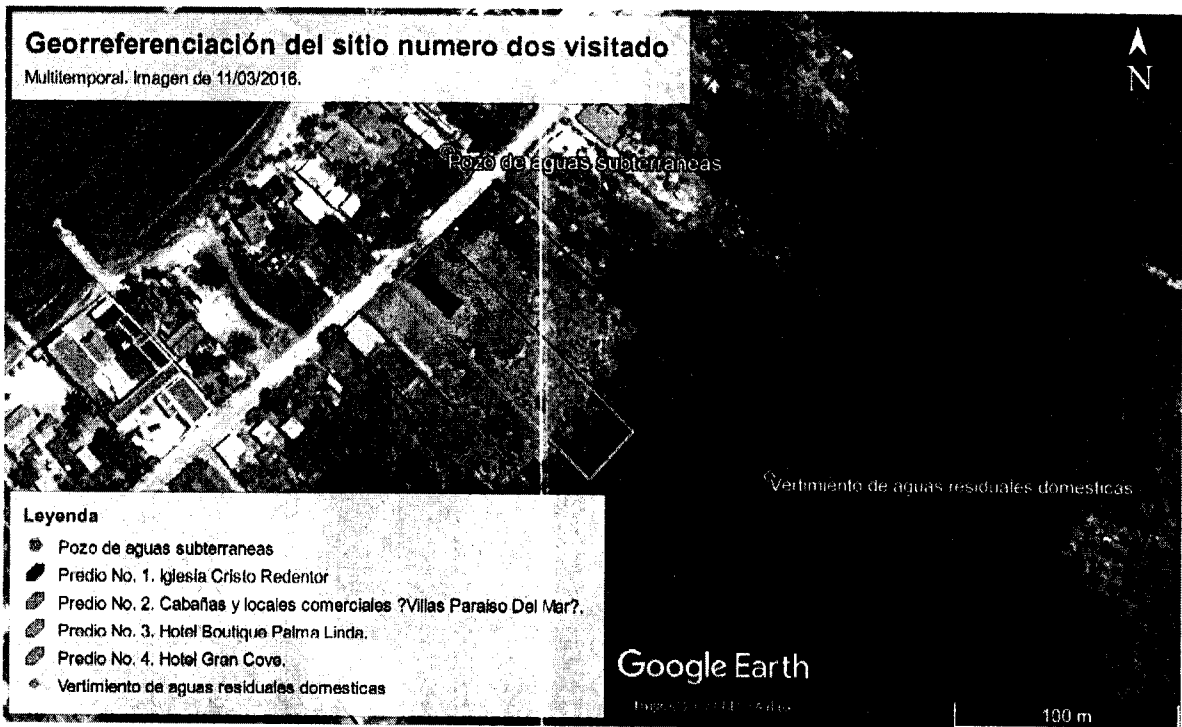 Georreferenciación del sitio numero dos visitado
Multitemporal. Imagen de 11/03/2016.
N
Pozo de aguas subterraneas
Vertimiento de aguas residuales domesticas
Leyenda
Pozo de aguas subterraneas
Predio No. 1. Iglesia Cristo Redentor
Predio No. 2. Cabañas y locales comerciales ?Villas Paraiso Del Mar?.
Predio No. 3. Hotel Boutique Palma Linda.
Predio No. 4. Hotel Gran Cove.
Vertimiento de aguas residuales domesticas
Google Earth
100 m